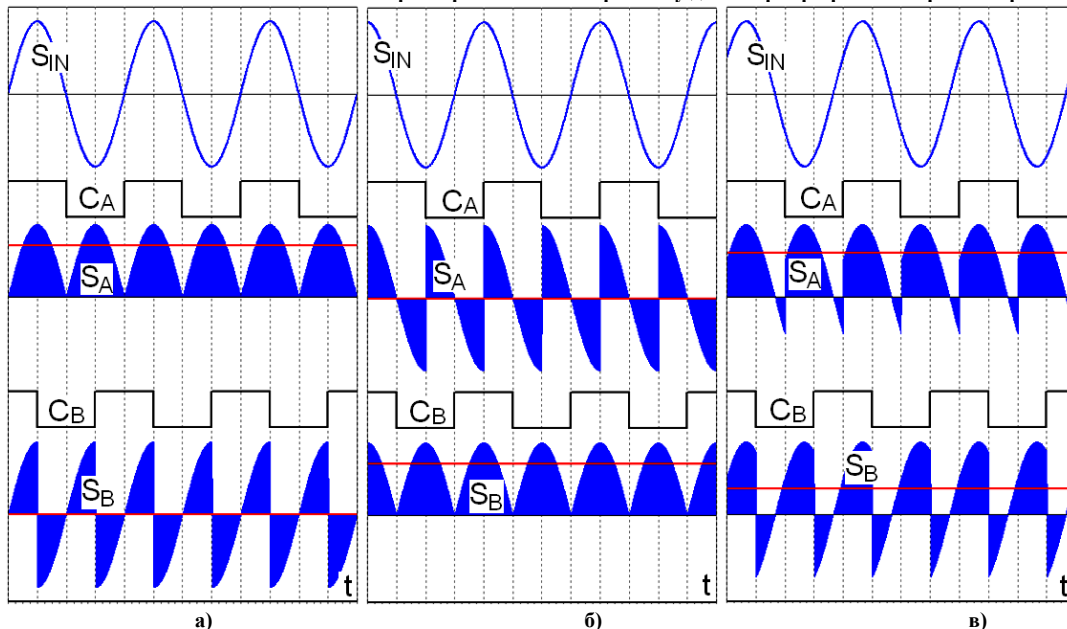 S_IN
C_A
S_A
C_B
S_B
t
а)
S_IN
C_A
S_A
C_B
S_B
б)
S_IN
C_A
S_A
C_B
S_B
t
в)